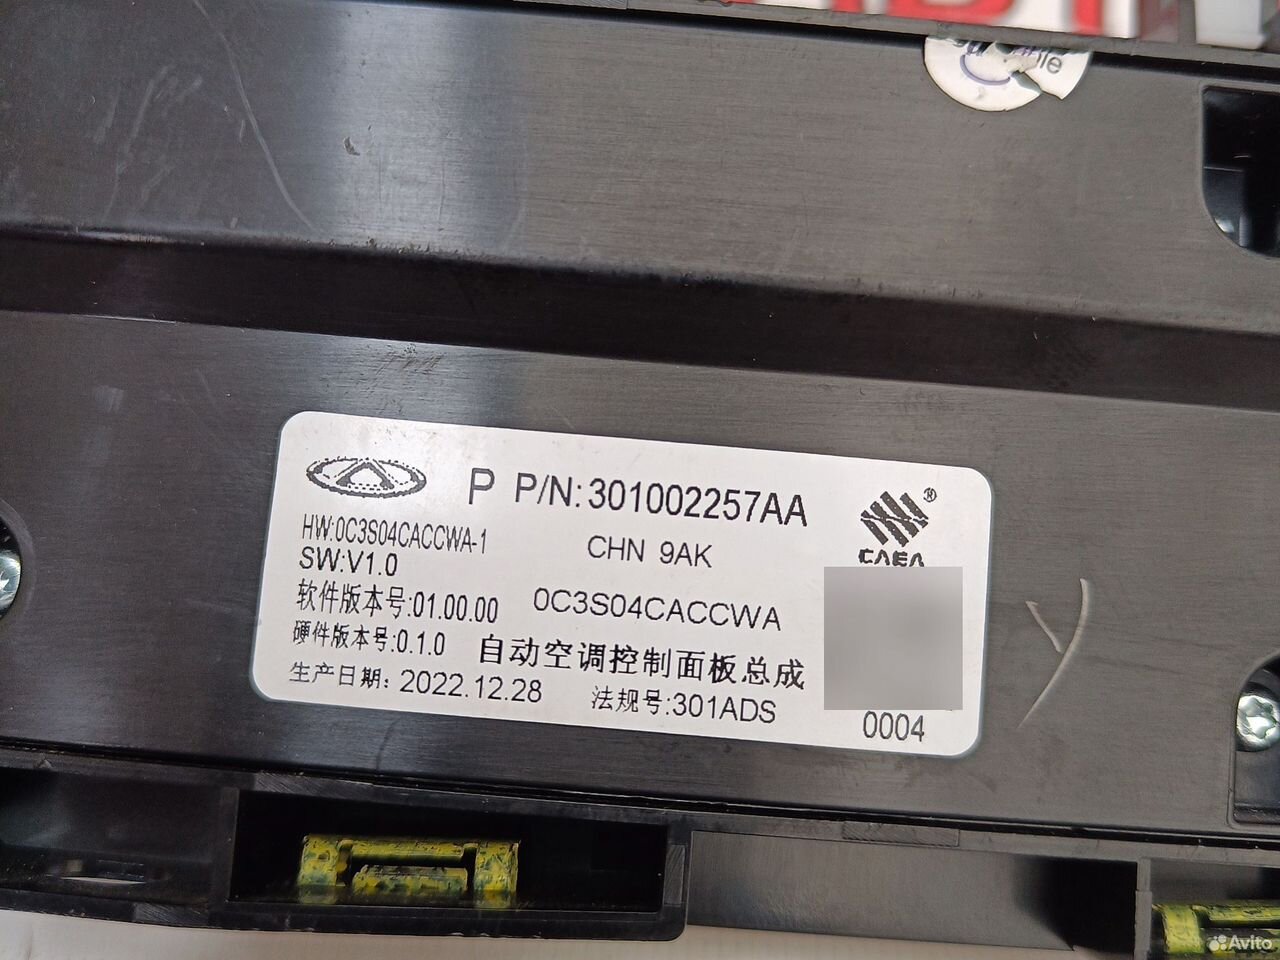 P P/N:301002257AA
HW:0C3S04CACCWA-1
CHN 9AK
CAEA
SW:V1.0
软件版本号:01.00.00
0C3S04CACCWA
硬件版本号:0.1.0
自动空调控制面板总成
生产日期: 2022.12.28
法规号:301ADS
0004
Avito